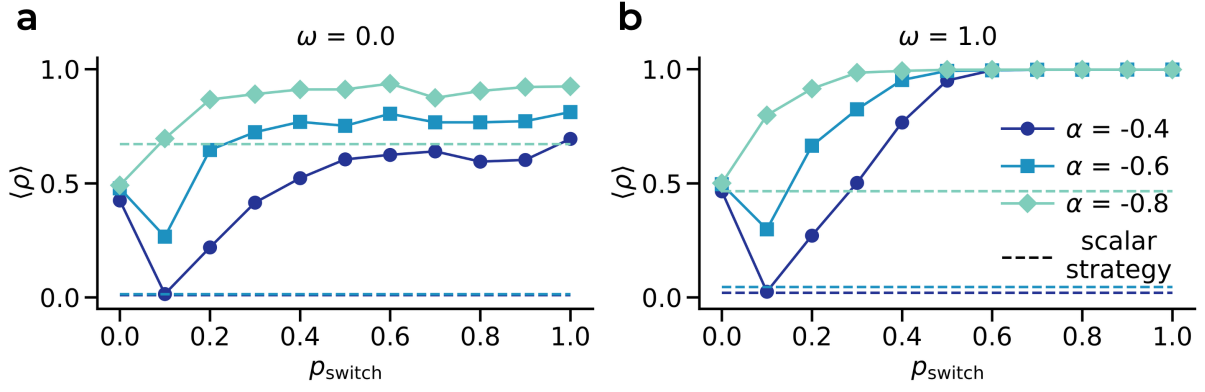 a
ω = 0.0
⟨ρ⟩
1.0
0.5
0.0
0.0 0.2 0.4 0.6 0.8 1.0
p_switch
b
ω = 1.0
⟨ρ⟩
1.0
0.5
0.0
α = -0.4
α = -0.6
α = -0.8
scalar
strategy
0.0 0.2 0.4 0.6 0.8 1.0
p_switch